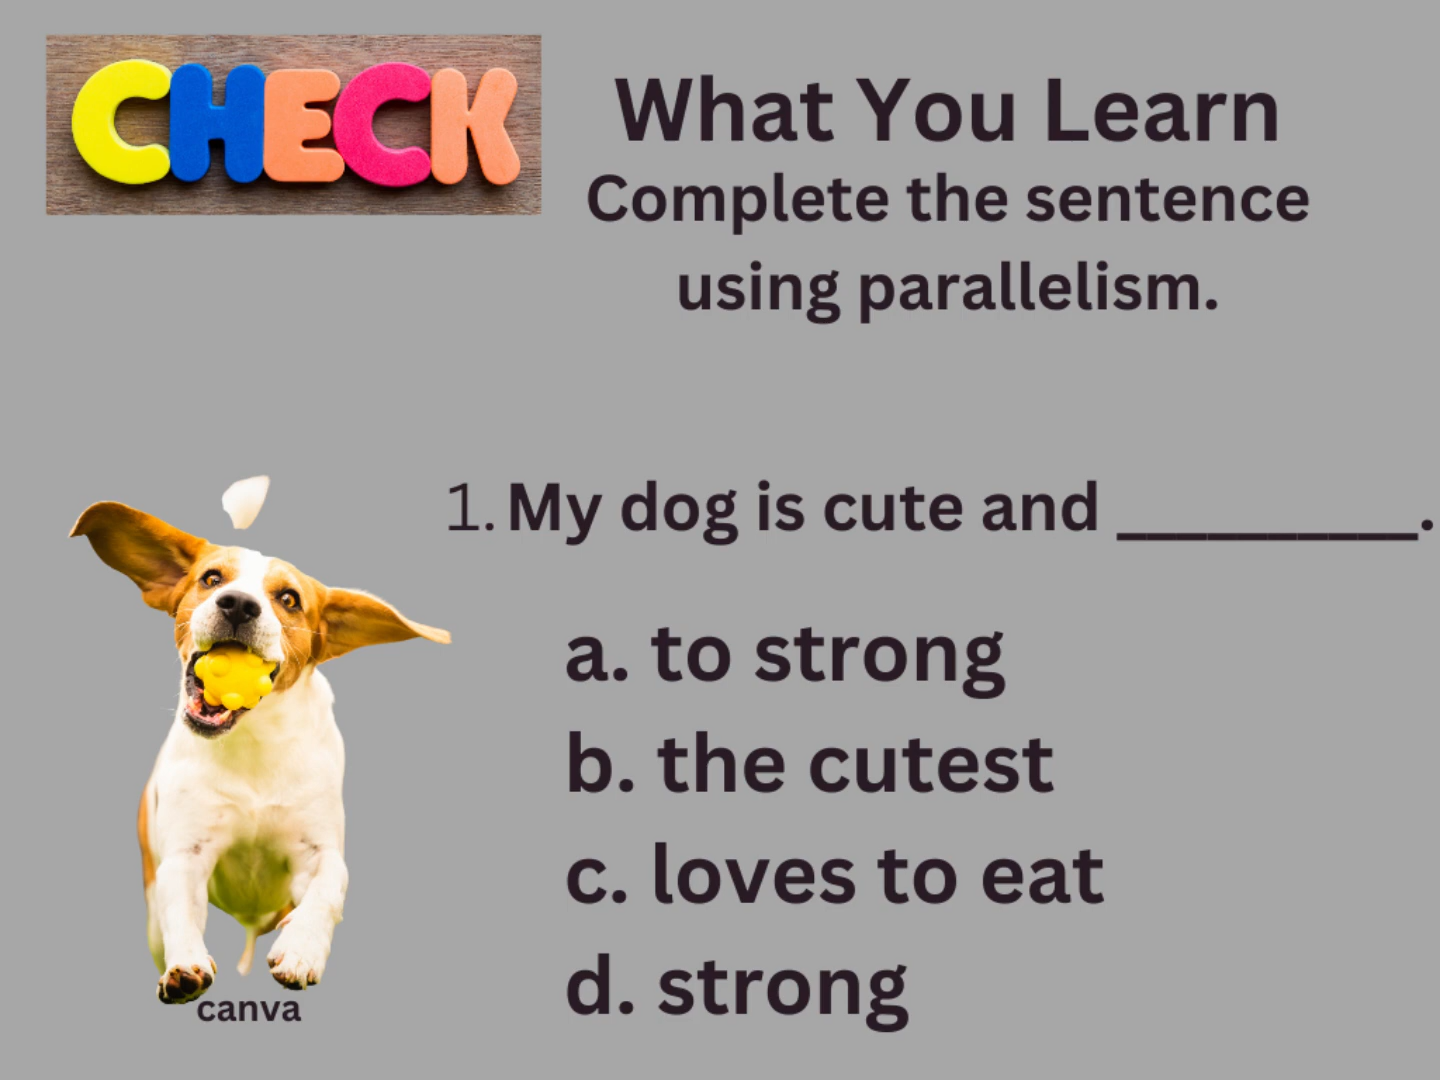 CHECK
What You Learn
Complete the sentence
using parallelism.
1. My dog is cute and __________.
a. to strong
b. the cutest
c. loves to eat
d. strong
canva